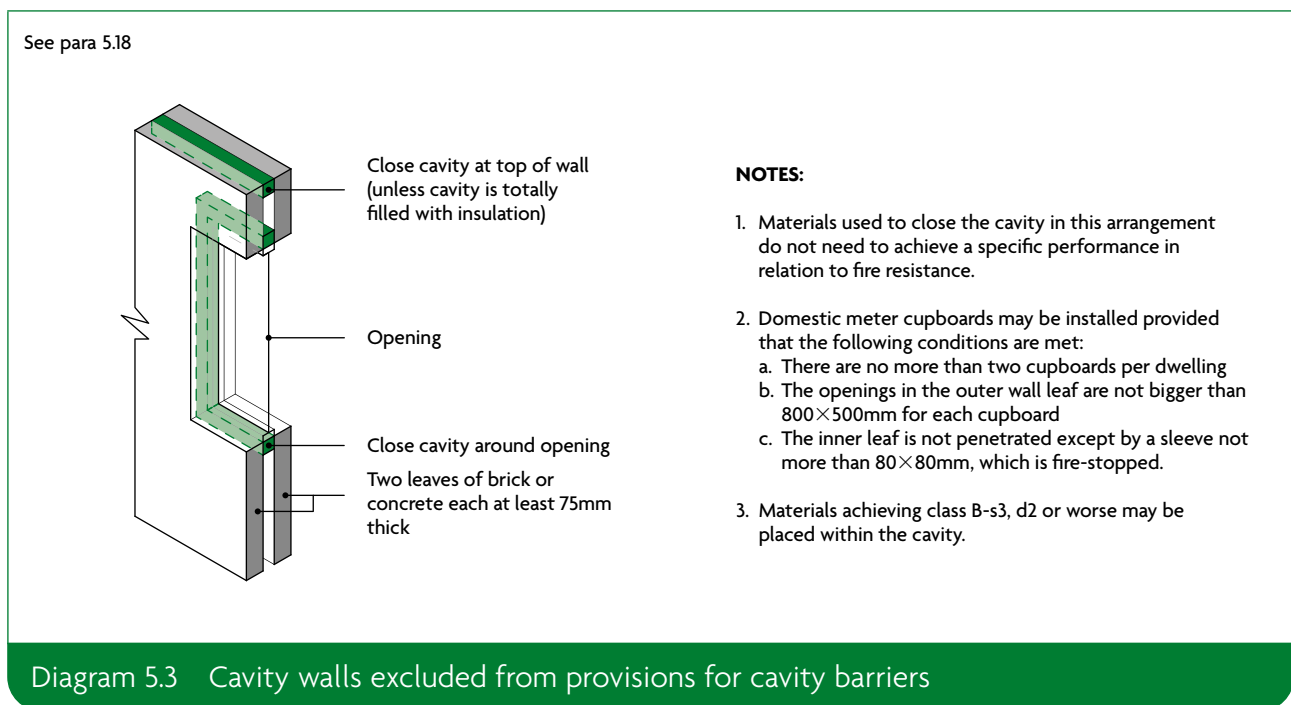 See para 5.18
Close cavity at top of wall
(unless cavity is totally
filled with insulation)
Opening
Close cavity around opening
Two leaves of brick or
concrete each at least 75mm
thick
NOTES:
1. Materials used to close the cavity in this arrangement
do not need to achieve a specific performance in
relation to fire resistance.
2. Domestic meter cupboards may be installed provided
that the following conditions are met:
a. There are no more than two cupboards per dwelling
b. The openings in the outer wall leaf are not bigger than
800×500mm for each cupboard
c. The inner leaf is not penetrated except by a sleeve not
more than 80×80mm, which is fire-stopped.
3. Materials achieving class B-s3, d2 or worse may be
placed within the cavity.
Diagram 5.3 Cavity walls excluded from provisions for cavity barriers